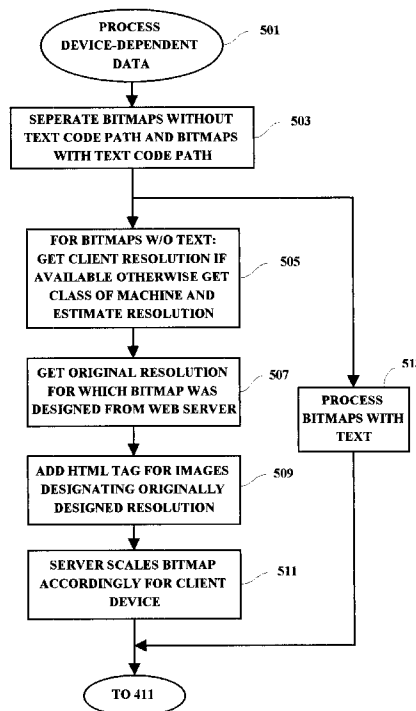 PROCESS
DEVICE-DEPENDENT
DATA
501
SEPERATE BITMAPS WITHOUT
TEXT CODE PATH AND BITMAPS
WITH TEXT CODE PATH
503
FOR BITMAPS W/O TEXT:
GET CLIENT RESOLUTION IF
AVAILABLE OTHERWISE GET
CLASS OF MACHINE AND
ESTIMATE RESOLUTION
505
GET ORIGINAL RESOLUTION
FOR WHICH BITMAP WAS
DESIGNED FROM WEB SERVER
507
PROCESS
BITMAPS WITH
TEXT
ADD HTML TAG FOR IMAGES
DESIGNATING ORIGINALLY
DESIGNED RESOLUTION
509
SERVER SCALES BITMAP
ACCORDINGLY FOR CLIENT
DEVICE
511
TO 411